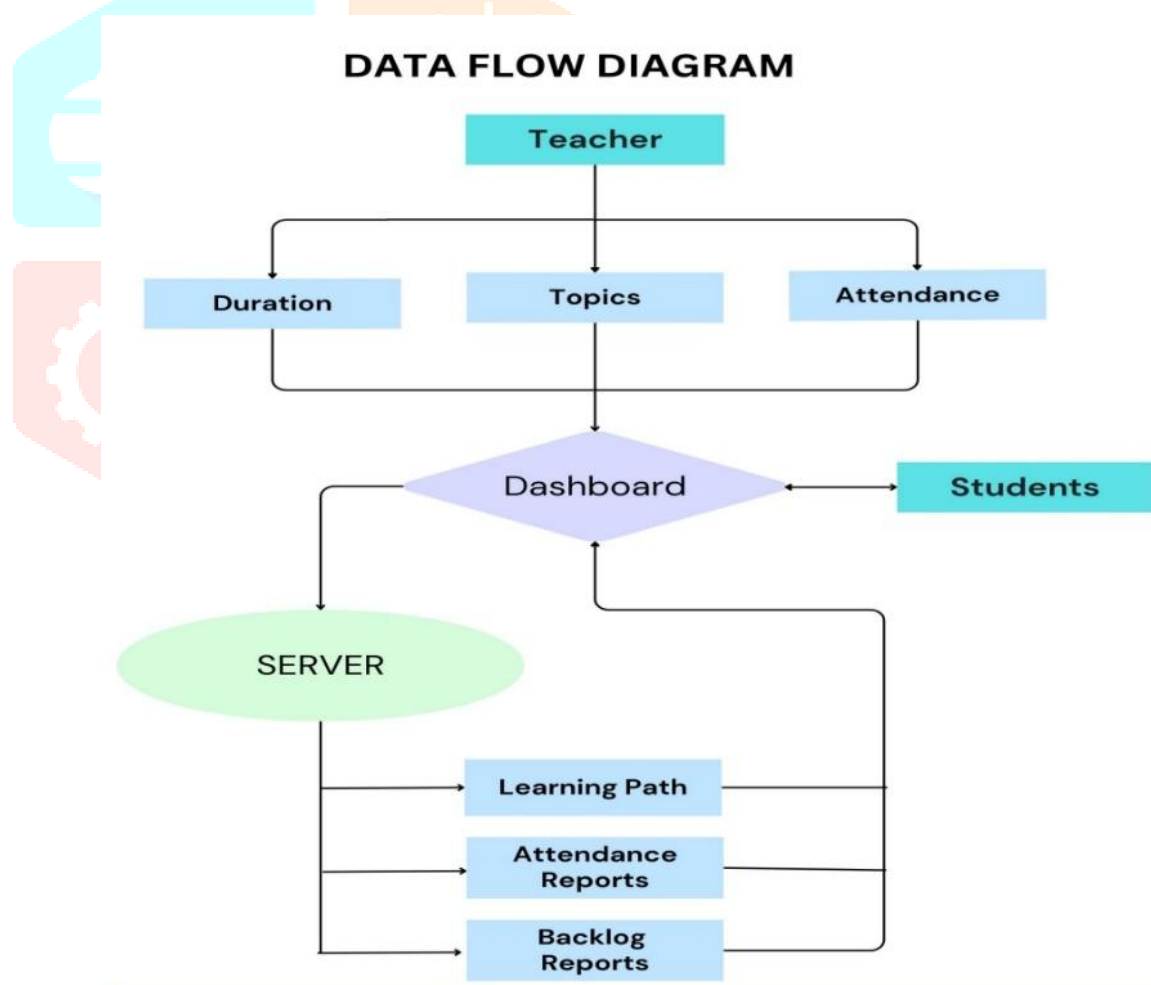 DATA FLOW DIAGRAM
Teacher
Duration
Topics
Attendance
Dashboard
Students
SERVER
Learning Path
Attendance
Reports
Backlog
Reports